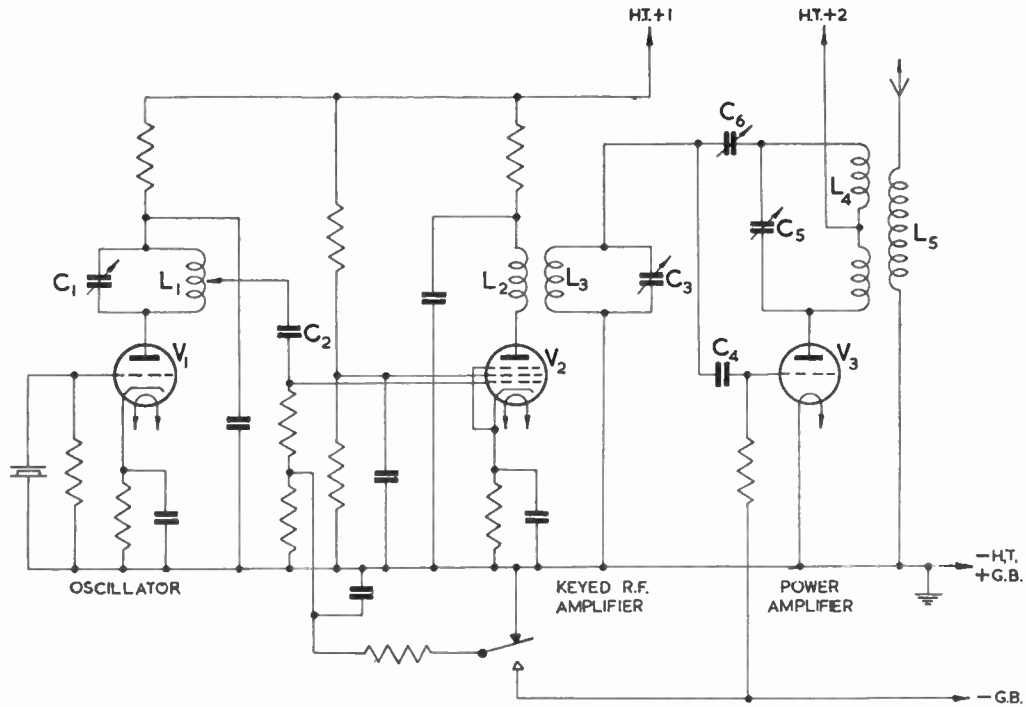 H.T.+1
H.T.+2
C6
L4
L5
C5
C1
L1
L2
L3
C3
C2
V1
V2
C4
V3
OSCILLATOR
KEYED R.F.
AMPLIFIER
POWER
AMPLIFIER
−H.T.
+G.B.
−G.B.